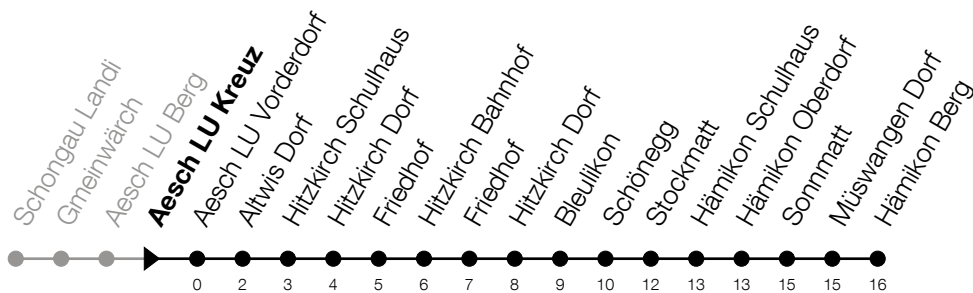 Schongau Landi
Gmeinwärch
Aesch LU Berg
Aesch LU Kreuz
Aesch LU Vorderdorf
Altwis Dorf
Hitzkirch Schulhaus
Hitzkirch Dorf
Friedhof
Hitzkirch Bahnhof
Friedhof
Hitzkirch Dorf
Bleulikon
Schönegg
Stockmatt
Hämikon Schulhaus
Hämikon Oberdorf
Sonnmatt
Müswangen Dorf
Hämikon Berg
0 2 3 4 5 6 7 8 9 10 12 13 13 15 15 16